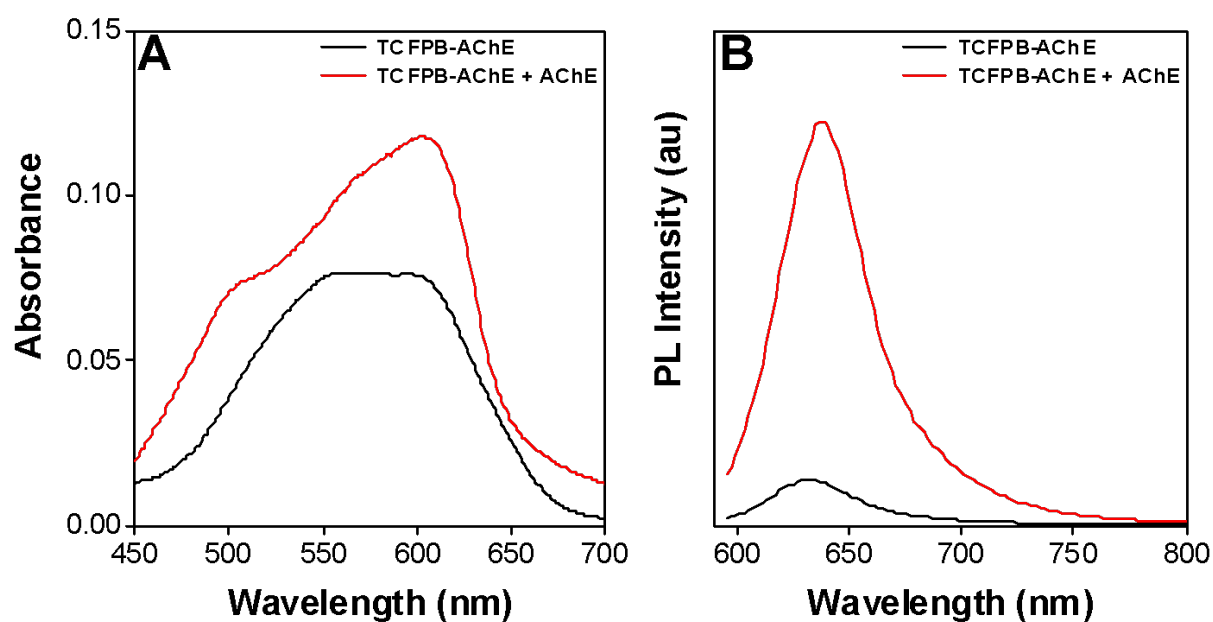 A
TCFPB-AChE
TCFPB-AChE + AChE
Absorbance
0.15
0.10
0.05
0.00
450 500 550 600 650 700
Wavelength (nm)
B
TCFPB-AChE
TCFPB-AChE + AChE
PL Intensity (au)
600 650 700 750 800
Wavelength (nm)